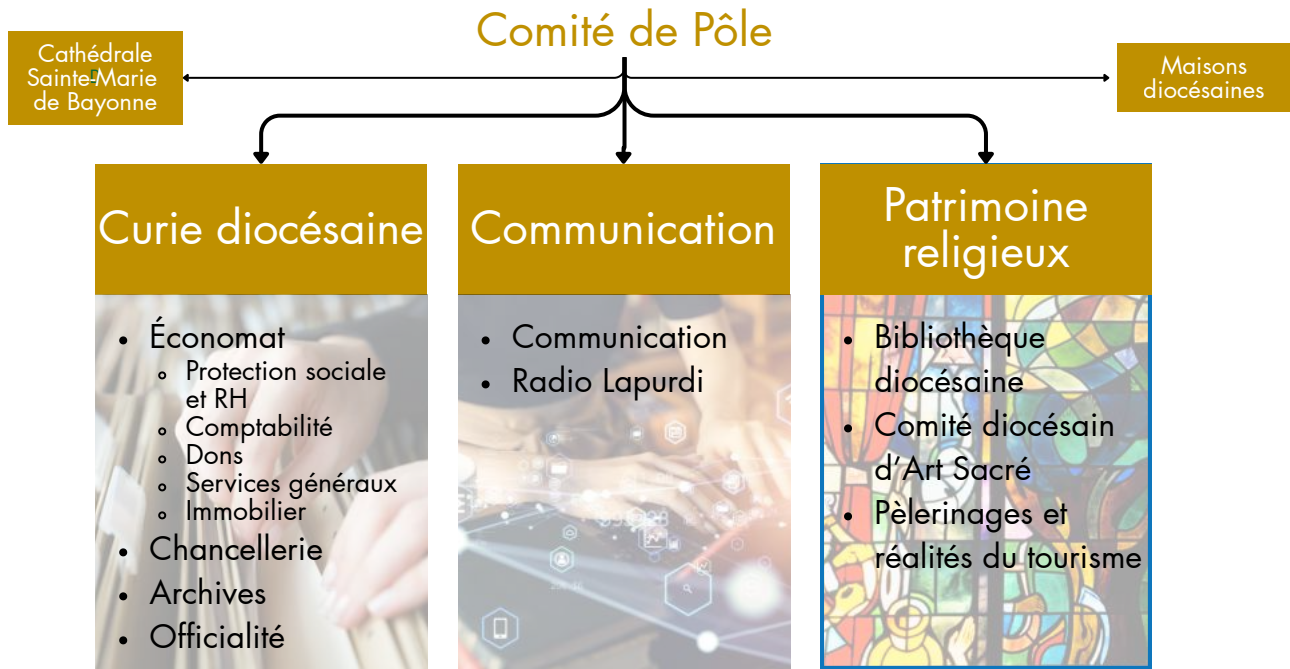 Comité de Pôle
Cathédrale
Sainte-Marie
de Bayonne
Maisons
diocésaines
Curie diocésaine
• Économat
∘ Protection sociale
et RH
∘ Comptabilité
∘ Dons
∘ Services généraux
∘ Immobilier
• Chancellerie
• Archives
• Officialité
Communication
• Communication
• Radio Lapurdi
Patrimoine
religieux
• Bibliothèque
diocésaine
• Comité diocésain
d'Art Sacré
• Pèlerinages et
réalités du tourisme